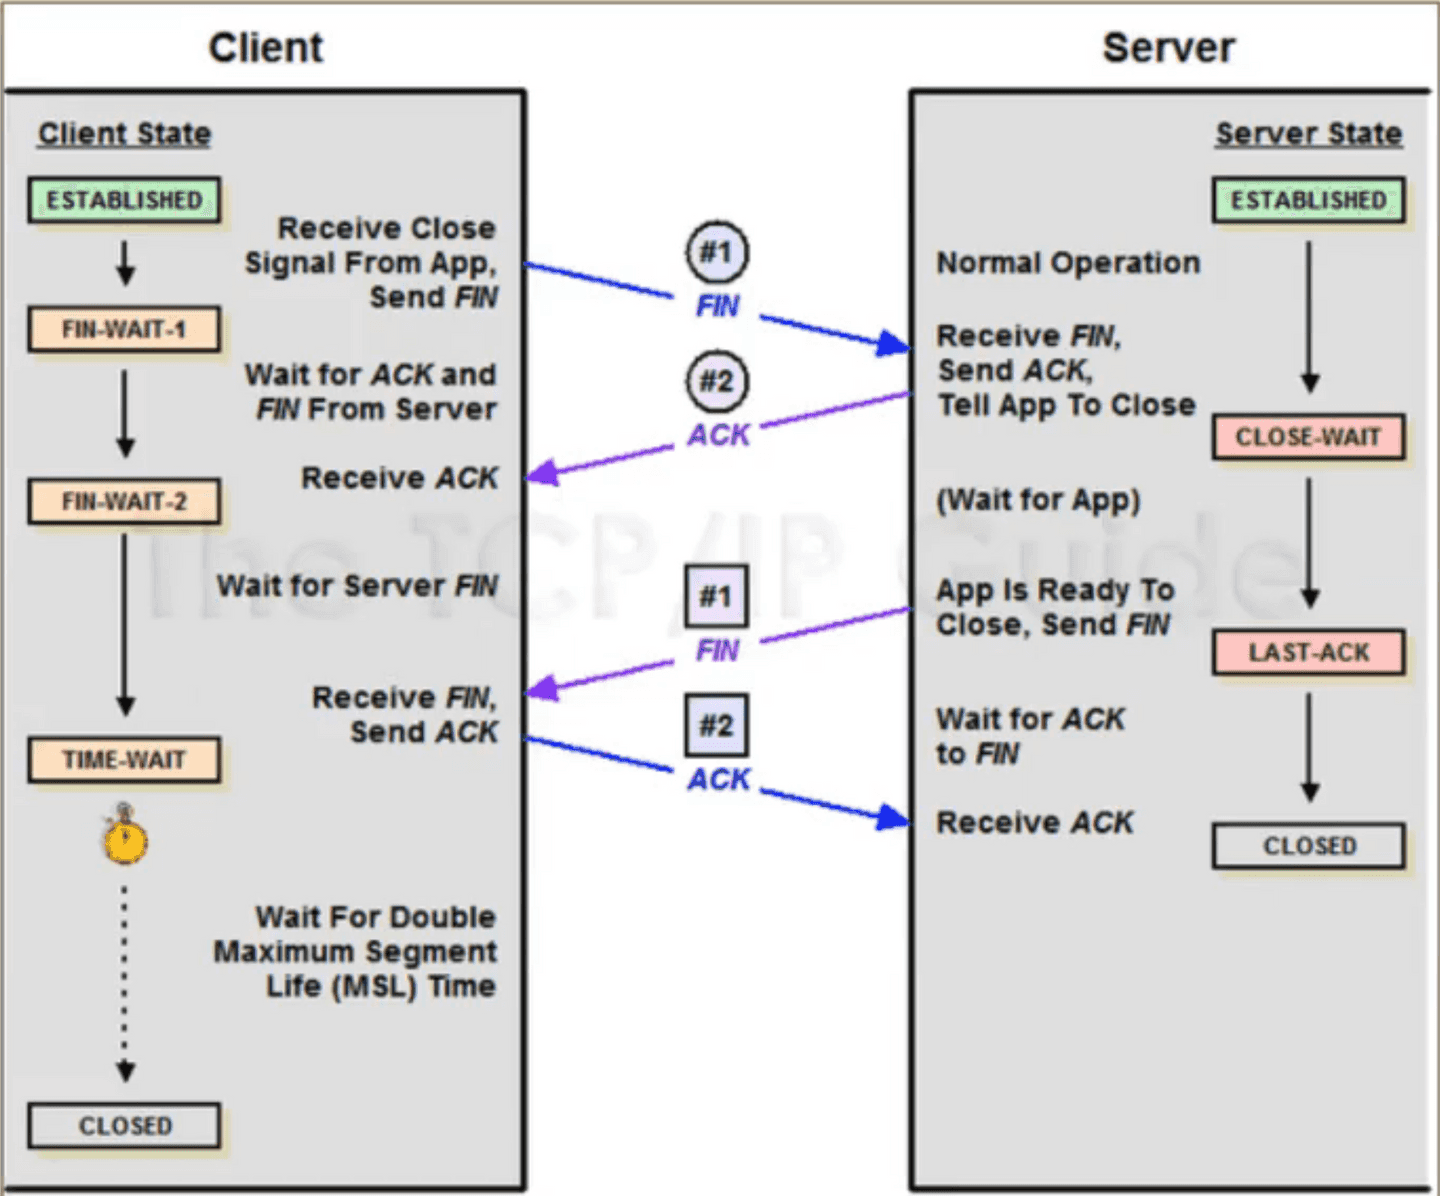 Client
Server
Client State
Server State
ESTABLISHED
ESTABLISHED
Receive Close
Signal From App,
Send FIN
#1
FIN
Normal Operation
FIN-WAIT-1
Receive FIN,
Send ACK,
Tell App To Close
Wait for ACK and
FIN From Server
#2
ACK
CLOSE-WAIT
Receive ACK
FIN-WAIT-2
(Wait for App)
The TCP/IP Guide
Wait for Server FIN
#1
FIN
App Is Ready To
Close, Send FIN
LAST-ACK
Receive FIN,
Send ACK
#2
ACK
Wait for ACK
to FIN
TIME-WAIT
Receive ACK
CLOSED
Wait For Double
Maximum Segment
Life (MSL) Time
CLOSED